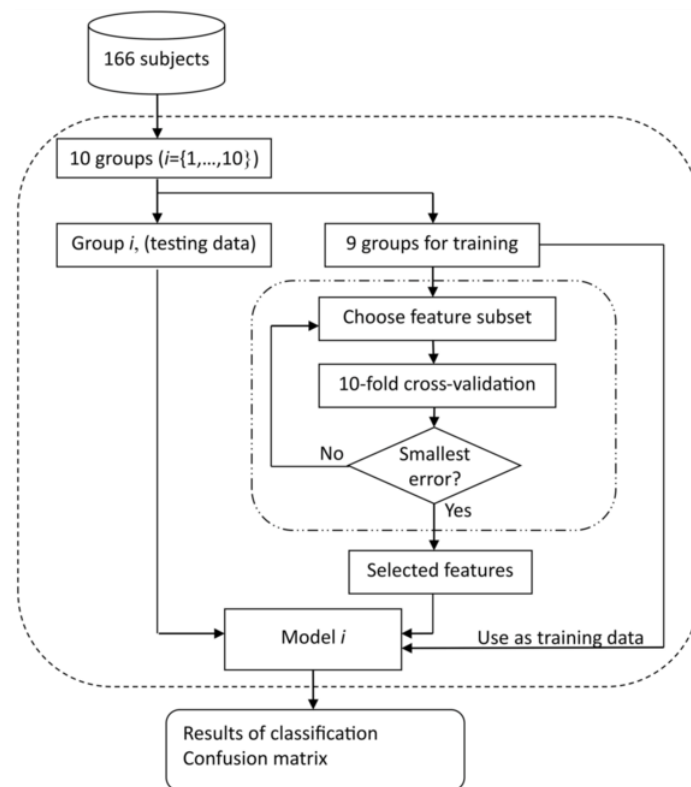 166 subjects
10 groups (i={1,...,10})
Group i, (testing data)
9 groups for training
Choose feature subset
10-fold cross-validation
No
Smallest
error?
Yes
Selected features
Model i
Use as training data
Results of classification
Confusion matrix